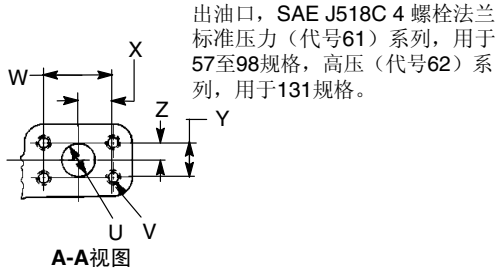 出油口，SAE J518C 4 螺栓法兰
标准压力（代号61）系列，用于
57至98规格，高压（代号62）系
列，用于131规格。
X
W
Z
Y
U
V
A-A视图